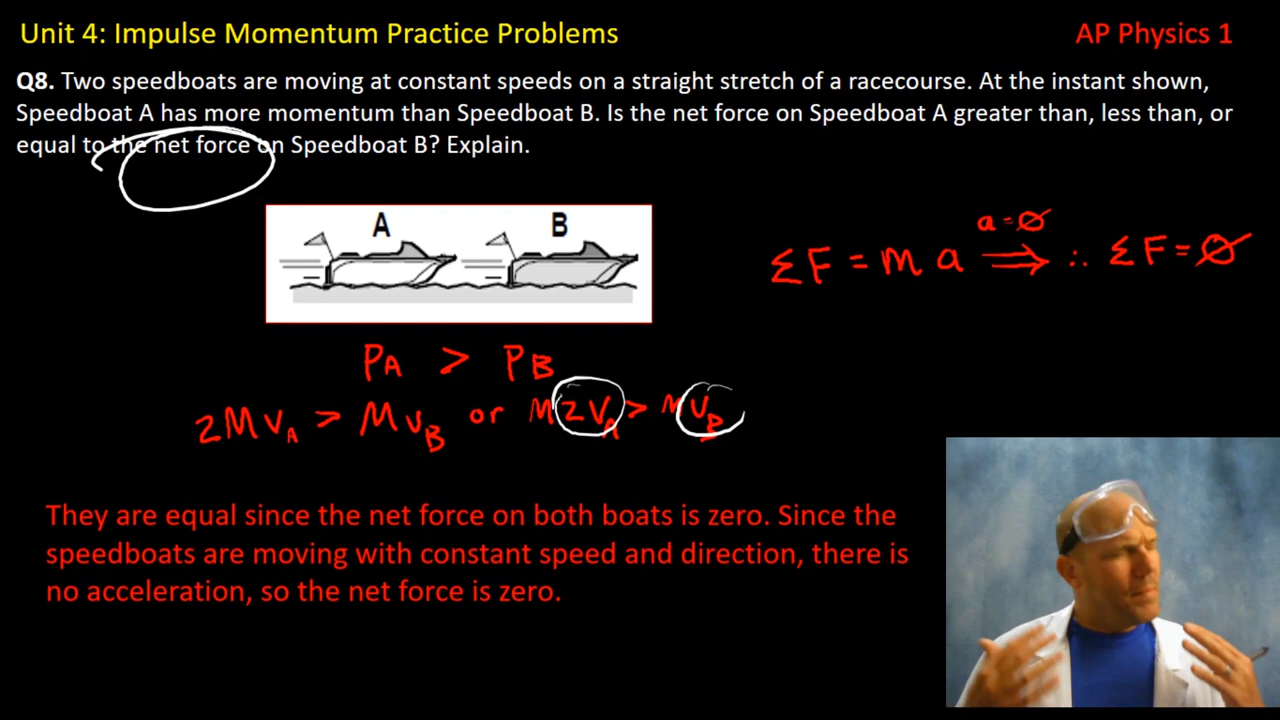 Unit 4: Impulse Momentum Practice Problems
AP Physics 1
Q8. Two speedboats are moving at constant speeds on a straight stretch of a racecourse. At the instant shown,
Speedboat A has more momentum than Speedboat B. Is the net force on Speedboat A greater than, less than, or
equal to the net force on Speedboat B? Explain.
A B
a = ∅
ΣF = m a ⟹ ∴ ΣF = ∅
PA > PB
2MVA > MVB or M2VA > MVB
They are equal since the net force on both boats is zero. Since the
speedboats are moving with constant speed and direction, there is
no acceleration, so the net force is zero.